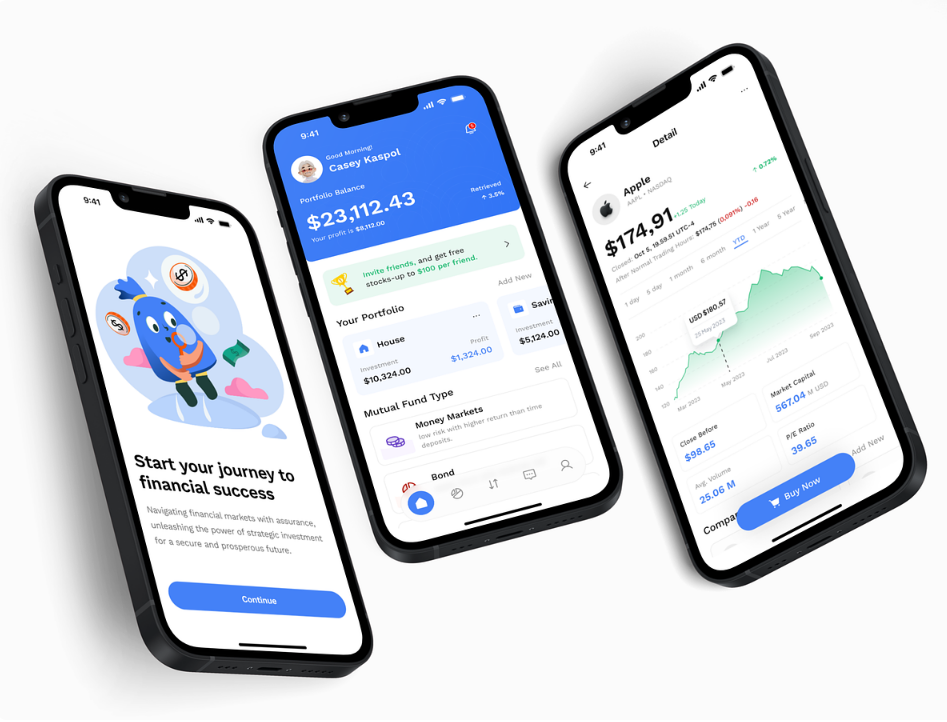 9:41
Start your journey to
financial success
Navigating financial markets with assurance,
unleashing the power of strategic investment
for a secure and prosperous future.
Continue
9:41
Good Morning!
Casey Kaspol
Portfolio Balance
$23,112.43
Retrieved
Your profit is $8,112.00
↑ 3.5%
Invite friends, and get free
stocks-up to $100 per friend.
Your Portfolio
Add New
House
...
Investment
Profit
$10,324.00
$1,324.00
Savin
Investment
$5,124.00
Mutual Fund Type
See All
Money Markets
low risk with higher return than time
deposits.
Bond
9:41
Detail
...
Apple
AAPL • NASDAQ
$174,91
+1,25 Today
↑ 0.72%
Closed: Oct 5, 19.59.51 UTC-4
After Normal Trading Hours: $174,75 (0,091%) -0,16
1 day
5 day
1 month
6 month
YTD
1 Year
5 Year
USD $180.57
25 May 2023
200
180
140
Mar 2023
May 2023
Jul 2023
Sep 2023
Close Before
$98.65
Market Capital
567.04 M USD
Avg. Volume
25.06 M
P/E Ratio
39.65
Compa
Add New
Buy Now